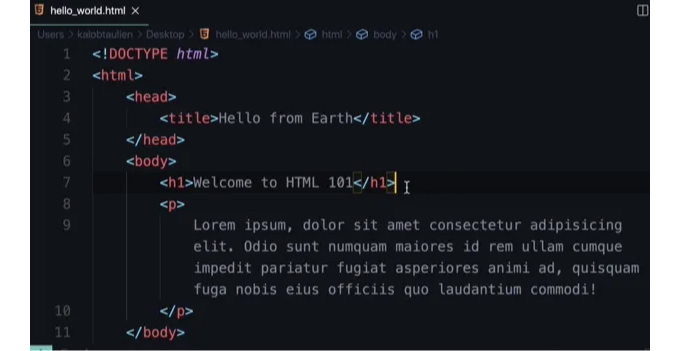 hello_world.html ×
Users > kalobtaulien > Desktop > hello_world.html > html > body > h1
1 <!DOCTYPE html>
2 <html>
3 <head>
4 <title>Hello from Earth</title>
5 </head>
6 <body>
7 <h1>Welcome to HTML 101</h1>
8 <p>
9 Lorem ipsum, dolor sit amet consectetur adipisicing
elit. Odio sunt numquam maiores id rem ullam cumque
impedit pariatur fugiat asperiores animi ad, quisquam
fuga nobis eius officiis quo laudantium commodi!
10 </p>
11 </body>